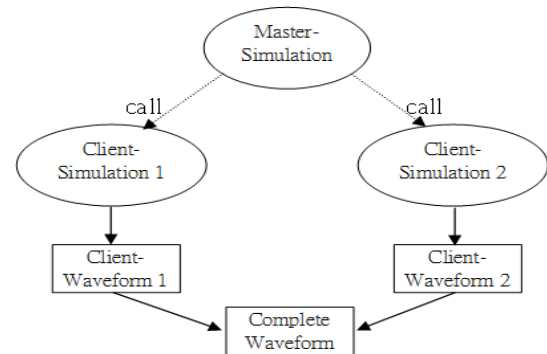 Master-
Simulation
call
call
Client-
Simulation 1
Client-
Simulation 2
Client-
Waveform 1
Client-
Waveform 2
Complete
Waveform